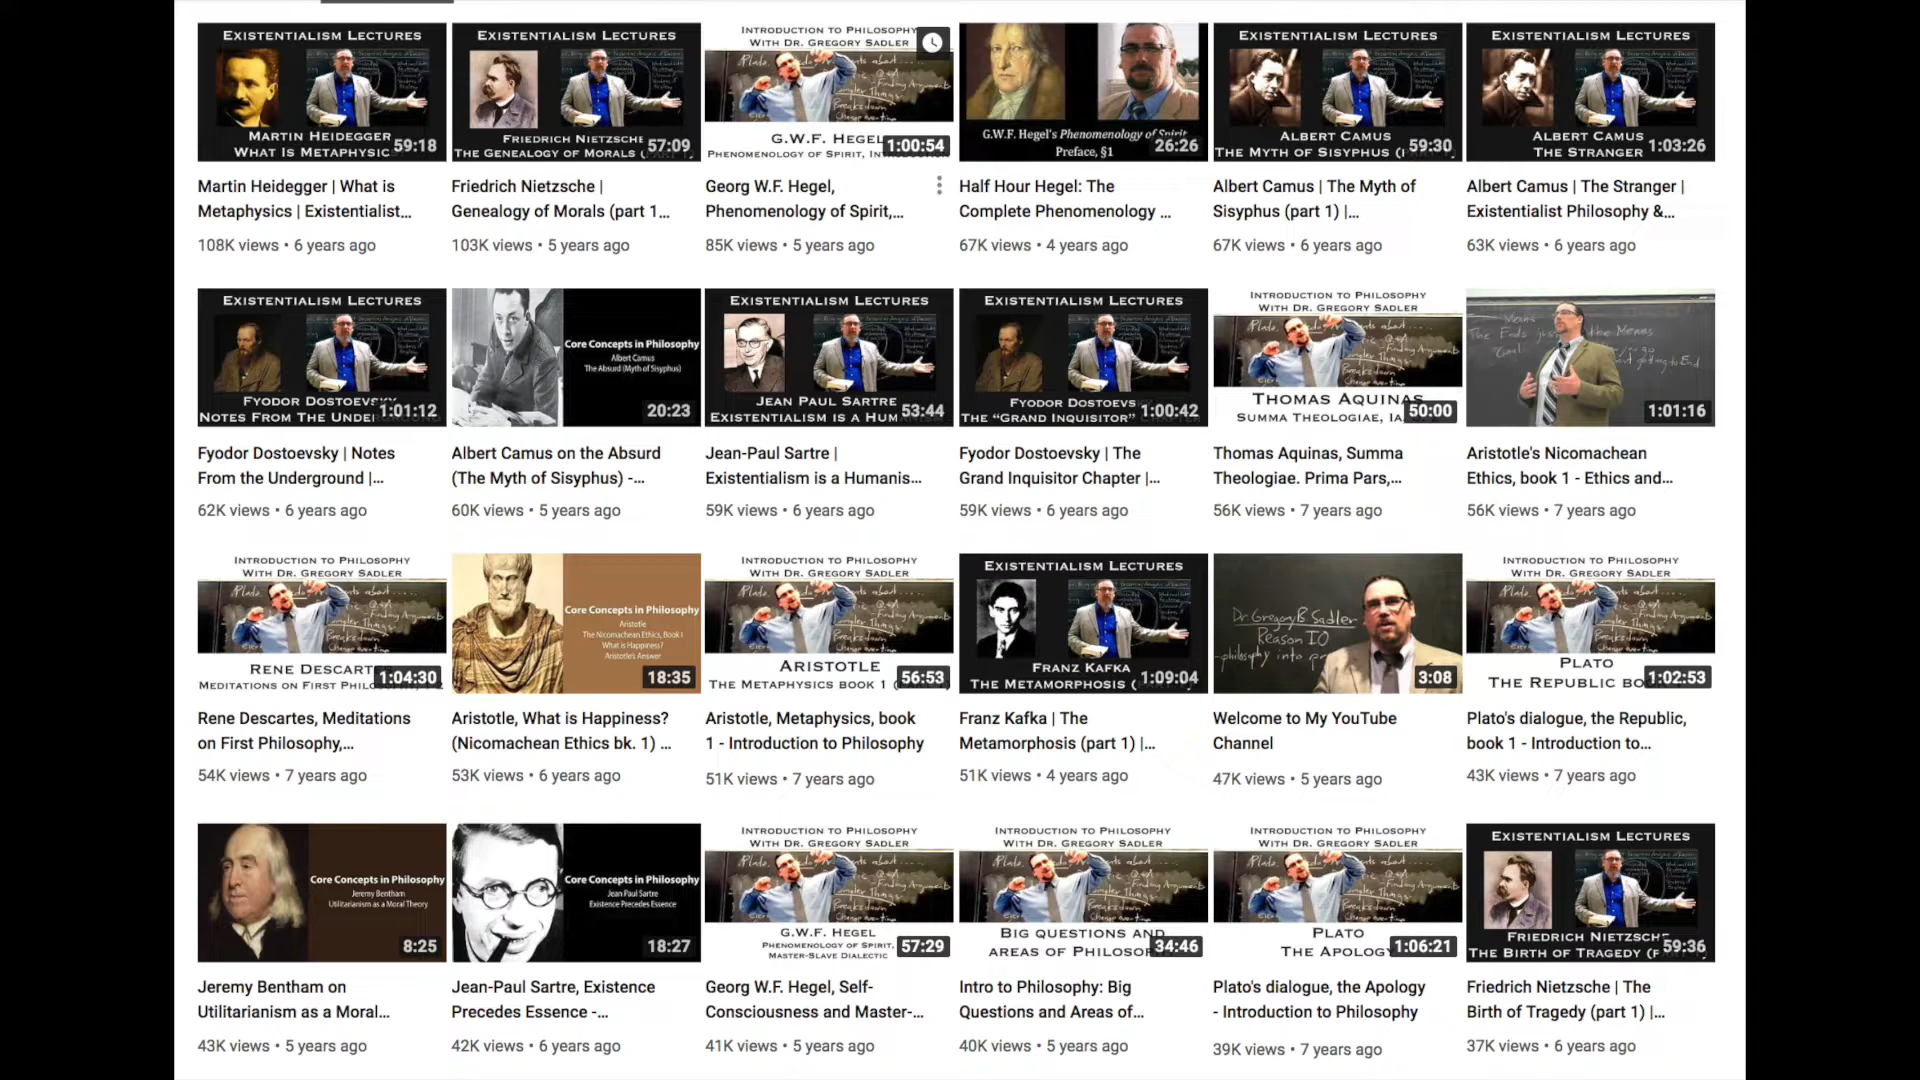 EXISTENTIALISM LECTURES
MARTIN HEIDEGGER
WHAT IS METAPHYSIC
59:18
Martin Heidegger | What is
Metaphysics | Existentialist...
108K views • 6 years ago
EXISTENTIALISM LECTURES
FRIEDRICH NIETZSCHE
THE GENEALOGY OF MORALS (
57:09
Friedrich Nietzsche |
Genealogy of Morals (part 1...
103K views • 5 years ago
INTRODUCTION TO PHILOSOPHY
WITH DR. GREGORY SADLER
G.W.F. HEGEL
PHENOMENOLOGY OF SPIRIT,
1:00:54
Georg W.F. Hegel,
Phenomenology of Spirit,...
85K views • 5 years ago
G.W.F. Hegel's Phenomenology of Spirit
Preface, §1
26:26
Half Hour Hegel: The
Complete Phenomenology ...
67K views • 4 years ago
EXISTENTIALISM LECTURES
ALBERT CAMUS
THE MYTH OF SISYPHUS (
59:30
Albert Camus | The Myth of
Sisyphus (part 1) |...
67K views • 6 years ago
EXISTENTIALISM LECTURES
ALBERT CAMUS
THE STRANGER
1:03:26
Albert Camus | The Stranger |
Existentialist Philosophy &...
63K views • 6 years ago
EXISTENTIALISM LECTURES
FYODOR DOSTOEVSKY
NOTES FROM THE UNDE
1:01:12
Fyodor Dostoevsky | Notes
From the Underground |...
62K views • 6 years ago
Core Concepts in Philosophy
Albert Camus
The Absurd (Myth of Sisyphus)
20:23
Albert Camus on the Absurd
(The Myth of Sisyphus) -...
60K views • 5 years ago
EXISTENTIALISM LECTURES
JEAN PAUL SARTRE
EXISTENTIALISM IS A HUM
53:44
Jean-Paul Sartre |
Existentialism is a Humanis...
59K views • 6 years ago
EXISTENTIALISM LECTURES
FYODOR DOSTOEVS
THE "GRAND INQUISITOR"
1:00:42
Fyodor Dostoevsky | The
Grand Inquisitor Chapter |...
59K views • 6 years ago
INTRODUCTION TO PHILOSOPHY
WITH DR. GREGORY SADLER
THOMAS AQUINAS
SUMMA THEOLOGIAE, IA
50:00
Thomas Aquinas, Summa
Theologiae. Prima Pars,...
56K views • 7 years ago
Means
The Ends just the Means
1:01:16
Aristotle's Nicomachean
Ethics, book 1 - Ethics and...
56K views • 7 years ago
INTRODUCTION TO PHILOSOPHY
WITH DR. GREGORY SADLER
RENE DESCART
MEDITATIONS ON FIRST PHILO
1:04:30
Rene Descartes, Meditations
on First Philosophy,...
54K views • 7 years ago
Core Concepts in Philosophy
Aristotle
The Nicomachean Ethics, Book I
What is Happiness?
Aristotle's Answer
18:35
Aristotle, What is Happiness?
(Nicomachean Ethics bk. 1) ...
53K views • 6 years ago
INTRODUCTION TO PHILOSOPHY
WITH DR. GREGORY SADLER
ARISTOTLE
THE METAPHYSICS BOOK 1
56:53
Aristotle, Metaphysics, book
1 - Introduction to Philosophy
51K views • 7 years ago
EXISTENTIALISM LECTURES
FRANZ KAFKA
THE METAMORPHOSIS (
1:09:04
Franz Kafka | The
Metamorphosis (part 1) |...
51K views • 4 years ago
Dr Gregory B Sadler
Reason IO
philosophy into pr
3:08
Welcome to My YouTube
Channel
47K views • 5 years ago
INTRODUCTION TO PHILOSOPHY
WITH DR. GREGORY SADLER
PLATO
THE REPUBLIC BO
1:02:53
Plato's dialogue, the Republic,
book 1 - Introduction to...
43K views • 7 years ago
Core Concepts in Philosophy
Jeremy Bentham
Utilitarianism as a Moral Theory
8:25
Jeremy Bentham on
Utilitarianism as a Moral...
43K views • 5 years ago
Core Concepts in Philosophy
Jean Paul Sartre
Existence Precedes Essence
18:27
Jean-Paul Sartre, Existence
Precedes Essence -...
42K views • 6 years ago
INTRODUCTION TO PHILOSOPHY
WITH DR. GREGORY SADLER
G.W.F. HEGEL
PHENOMENOLOGY OF SPIRIT,
MASTER-SLAVE DIALECTIC
57:29
Georg W.F. Hegel, Self-
Consciousness and Master-...
41K views • 5 years ago
INTRODUCTION TO PHILOSOPHY
WITH DR. GREGORY SADLER
BIG QUESTIONS AND
AREAS OF PHILOSOP
34:46
Intro to Philosophy: Big
Questions and Areas of...
40K views • 5 years ago
INTRODUCTION TO PHILOSOPHY
WITH DR. GREGORY SADLER
PLATO
THE APOLOGY
1:06:21
Plato's dialogue, the Apology
- Introduction to Philosophy
39K views • 7 years ago
EXISTENTIALISM LECTURES
FRIEDRICH NIETZSCHE
THE BIRTH OF TRAGEDY (
59:36
Friedrich Nietzsche | The
Birth of Tragedy (part 1) |...
37K views • 6 years ago